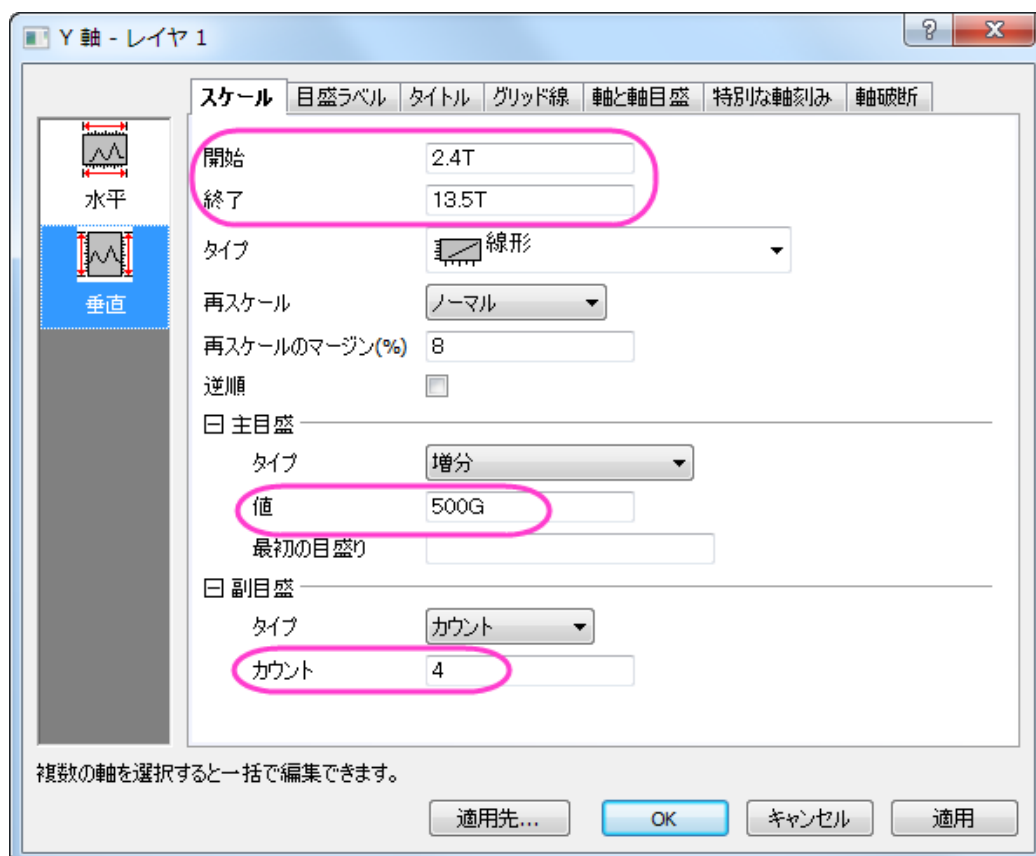 Y 軸 - レイヤ 1
スケール 目盛ラベル タイトル グリッド線 軸と軸目盛 特別な軸刻み 軸破断
水平
垂直
開始 2.4T
終了 13.5T
タイプ 線形
再スケール ノーマル
再スケールのマージン(%) 8
逆順
主目盛
タイプ 増分
値 500G
最初の目盛り
副目盛
タイプ カウント
カウント 4
複数の軸を選択すると一括で編集できます。
適用先... OK キャンセル 適用